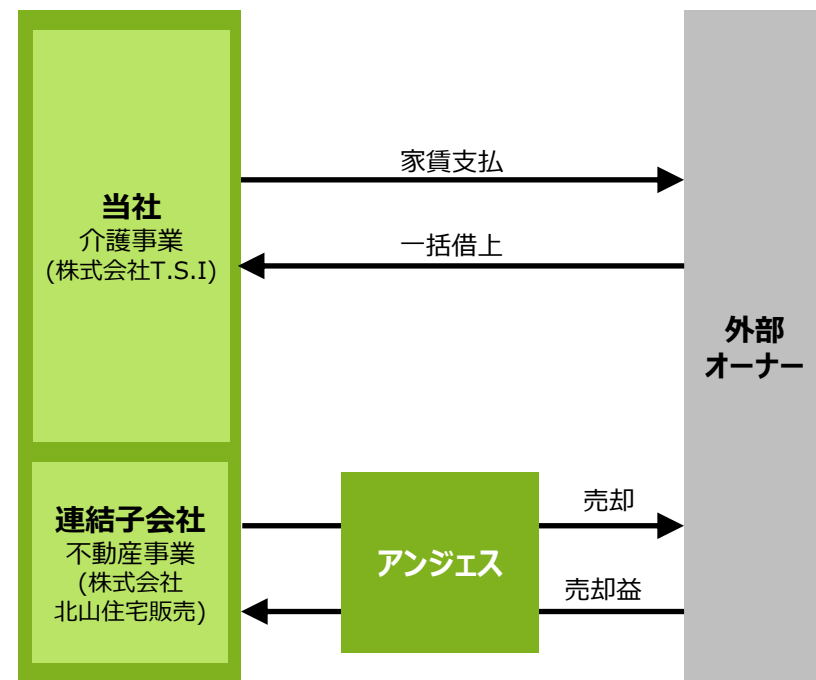 家賃支払
当社
介護事業
(株式会社T.S.I)
一括借上
外部
オーナー
連結子会社
不動産事業
(株式会社
北山住宅販売)
アンジェス
売却
売却益